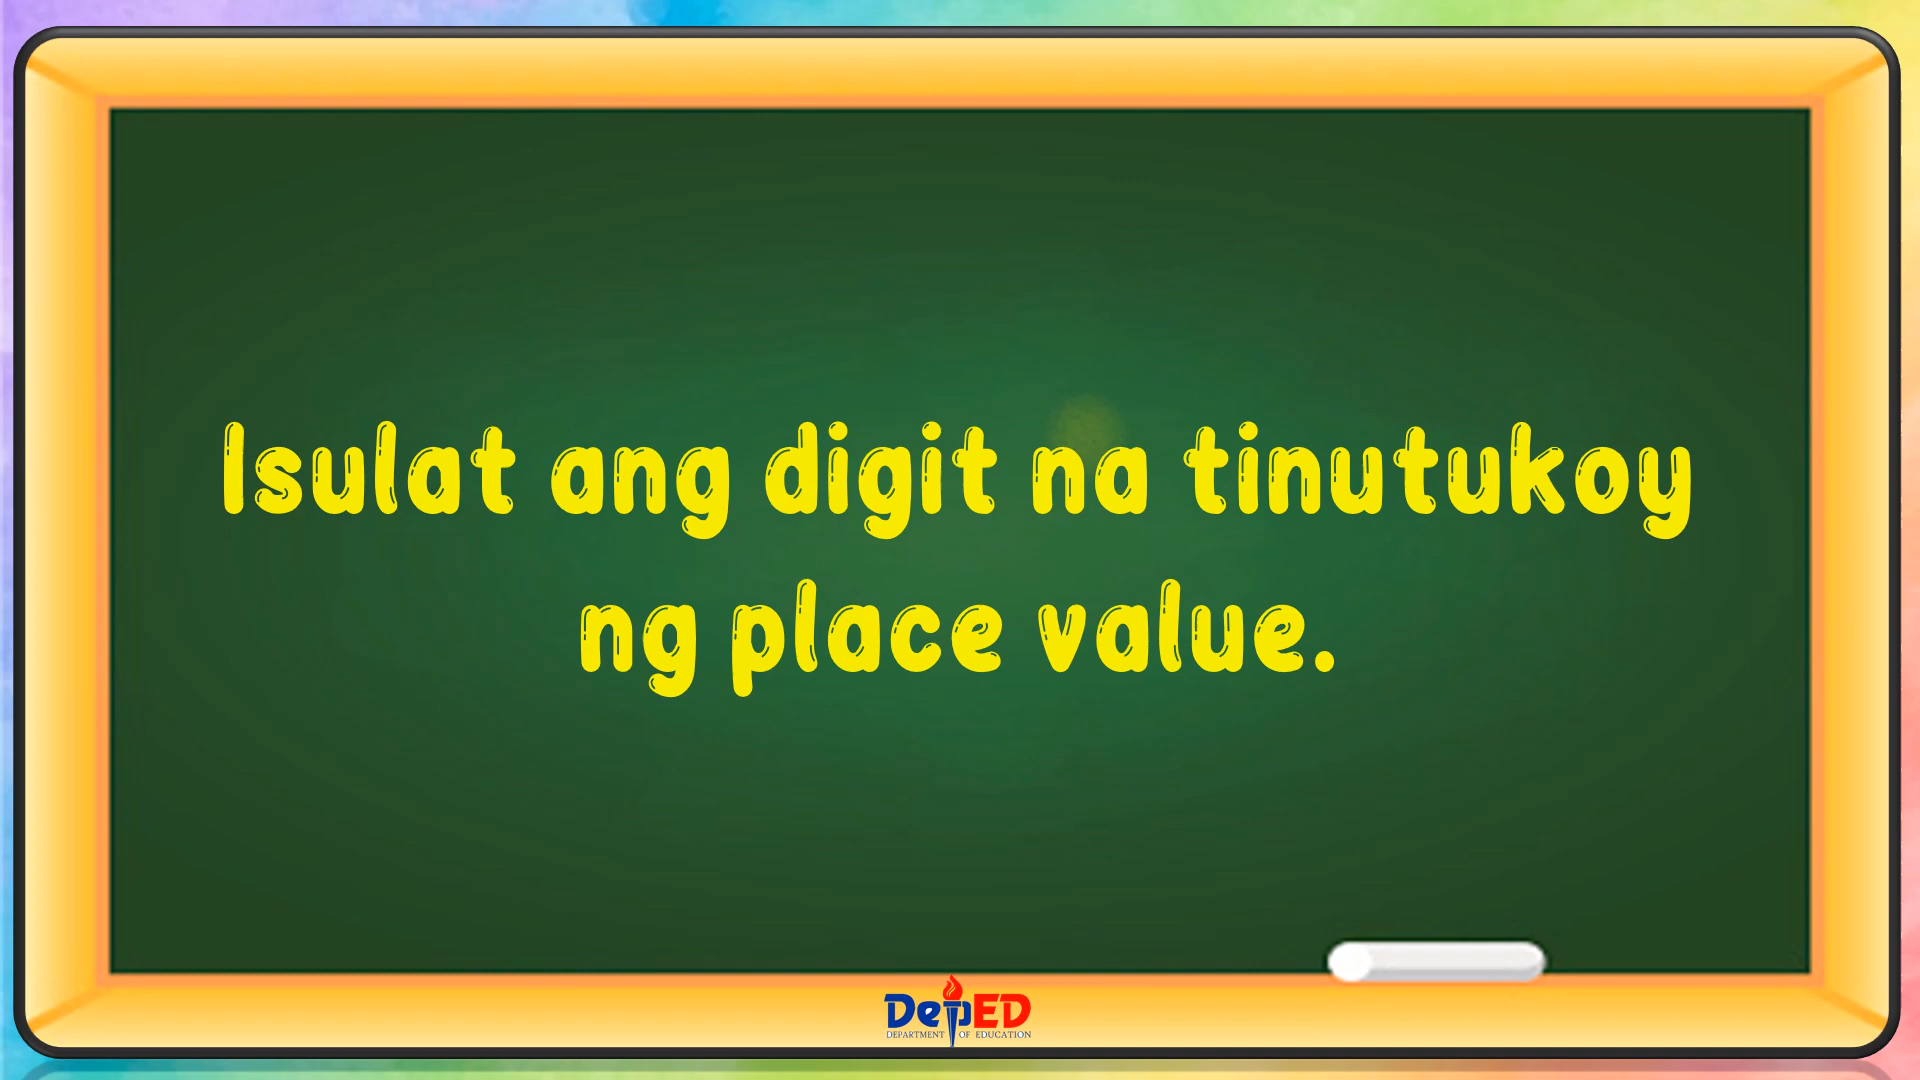 Isulat ang digit na tinutukoy
ng place value.
DepED
DEPARTMENT OF EDUCATION